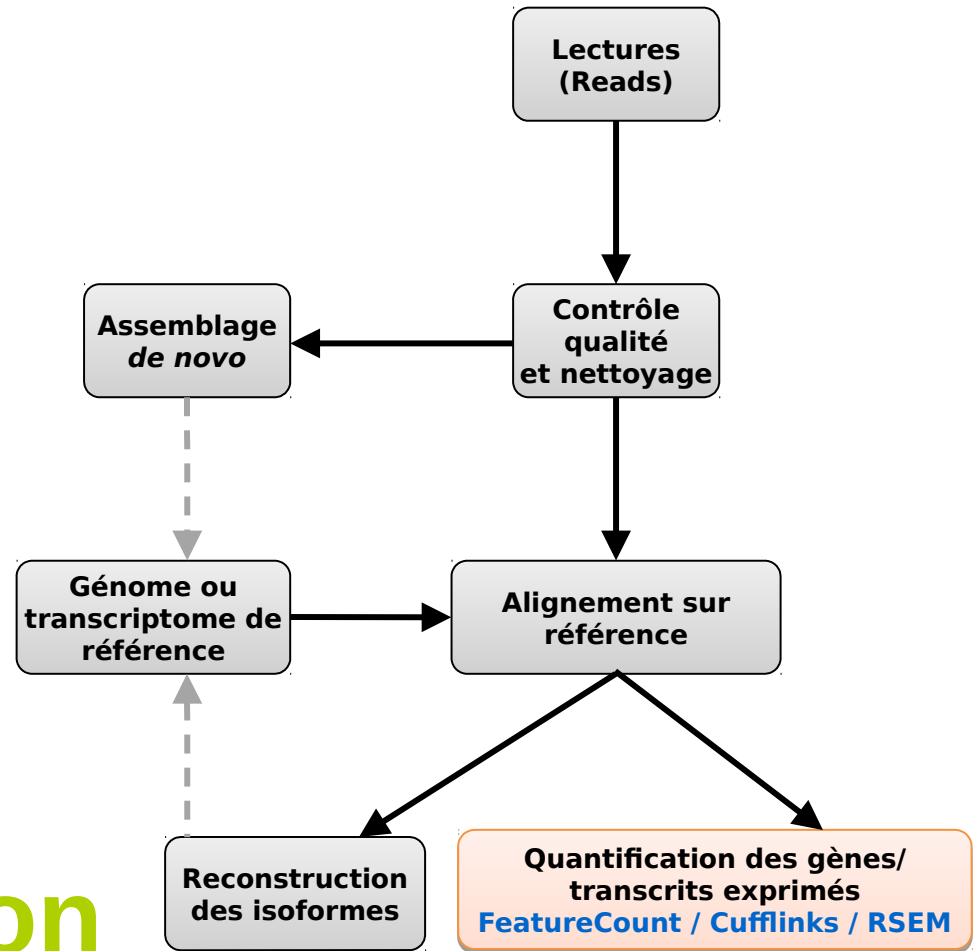 Lectures
(Reads)
Contrôle
qualité
et nettoyage
Assemblage
de novo
Génome ou
transcriptome de
référence
Alignement sur
référence
Reconstruction
des isoformes
Quantification des gènes/
transcrits exprimés
FeatureCount / Cufflinks / RSEM
on